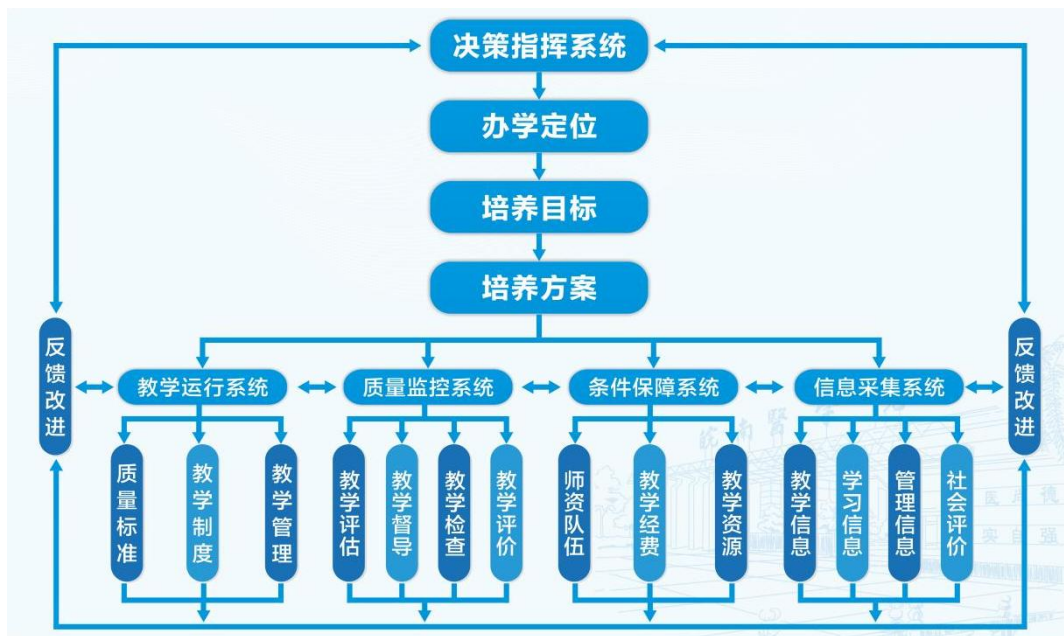 决策指挥系统
办学定位
培养目标
培养方案
反馈改进
教学运行系统
质量监控系统
条件保障系统
信息采集系统
反馈改进
质量标准
教学制度
教学管理
教学评估
教学督导
教学检查
教学评价
师资队伍
教学经费
教学资源
教学信息
学习信息
管理信息
社会评价